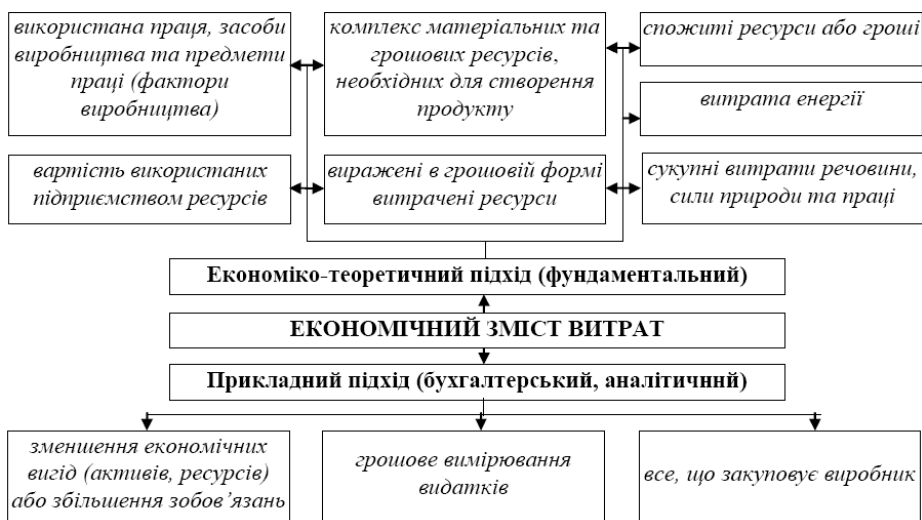 використана праця, засоби
виробництва та предмети
праці (фактори
виробництва)
комплекс матеріальних та
грошових ресурсів,
необхідних для створення
продукту
спожиті ресурси або гроші
витрата енергії
вартість використаних
підприємством ресурсів
виражені в грошовій формі
витрачені ресурси
сукупні витрати речовини,
сили природи та праці
Економіко-теоретичний підхід (фундаментальний)
ЕКОНОМІЧНИЙ ЗМІСТ ВИТРАТ
Прикладний підхід (бухгалтерський, аналітичннй)
зменшення економічних
вигід (активів, ресурсів)
або збільшення зобов’язань
грошове вимірювання
видатків
все, що закуповує виробник